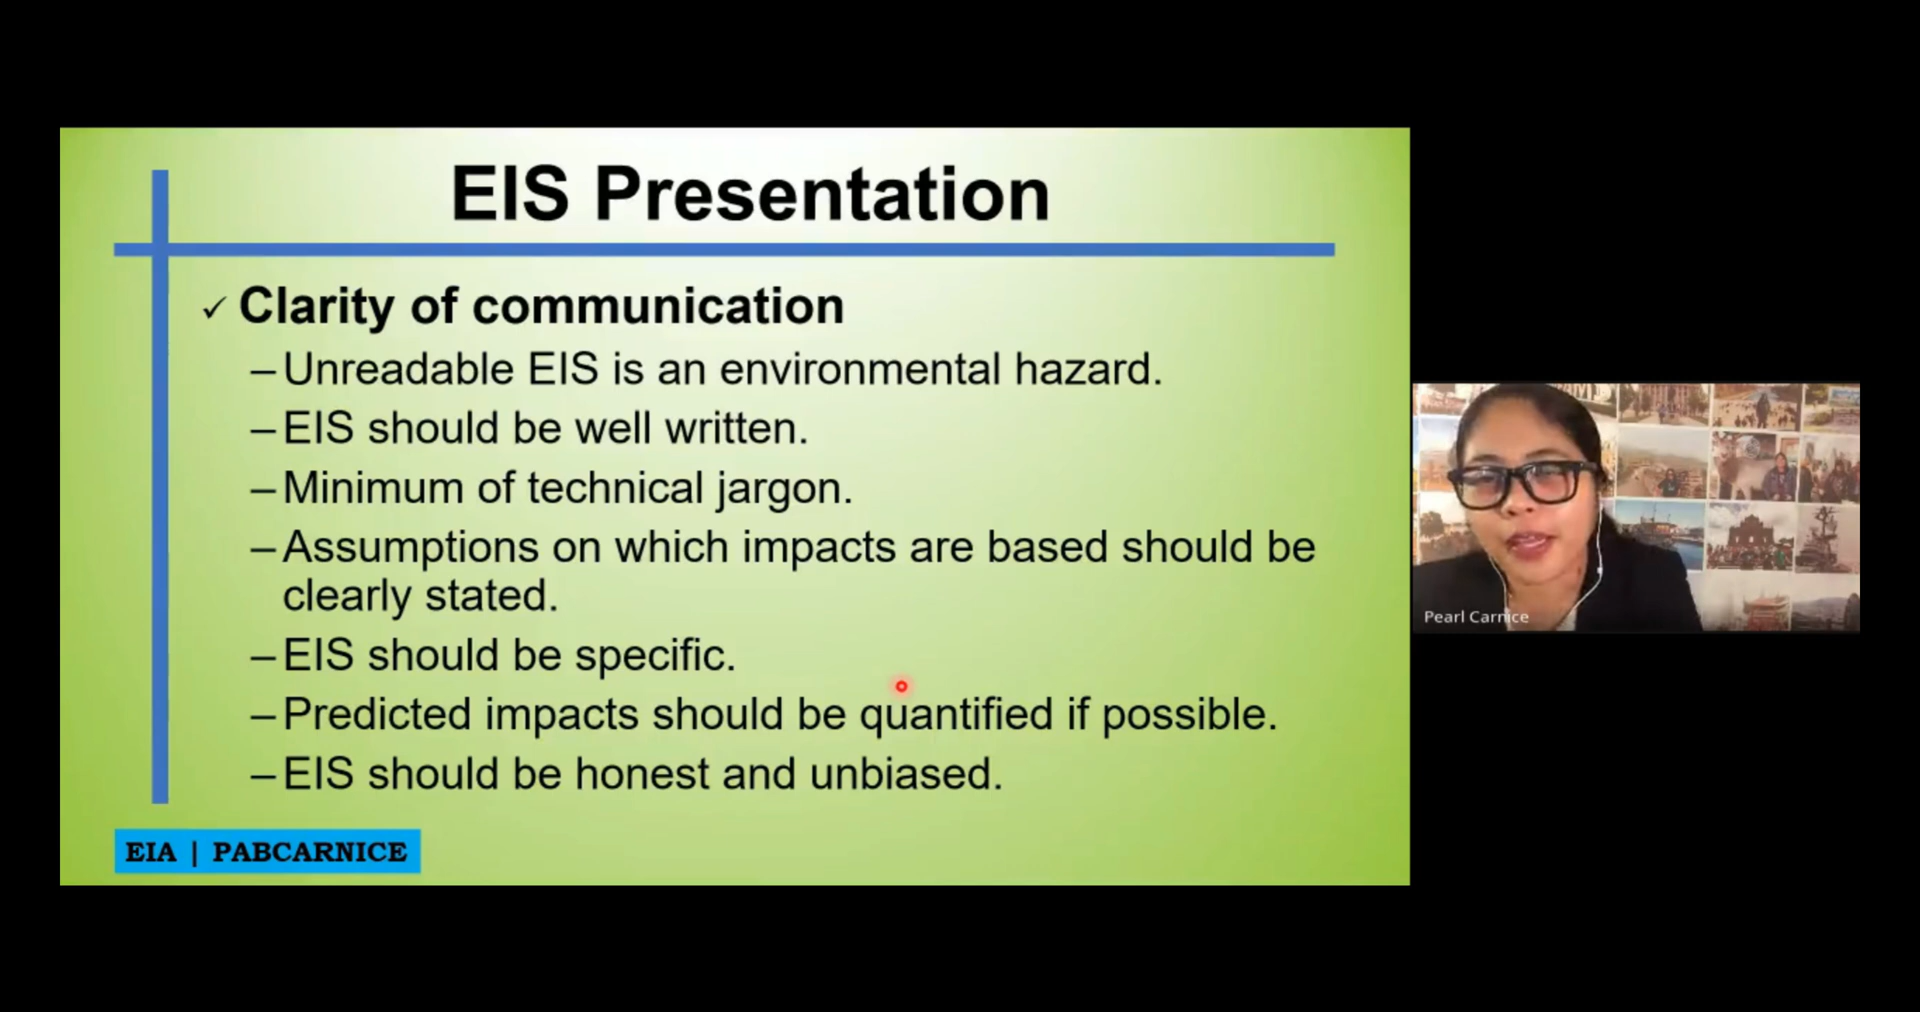 EIS Presentation
✓ Clarity of communication
– Unreadable EIS is an environmental hazard.
– EIS should be well written.
– Minimum of technical jargon.
– Assumptions on which impacts are based should be
clearly stated.
– EIS should be specific.
– Predicted impacts should be quantified if possible.
– EIS should be honest and unbiased.
EIA | PABCARNICE
Pearl Carnice